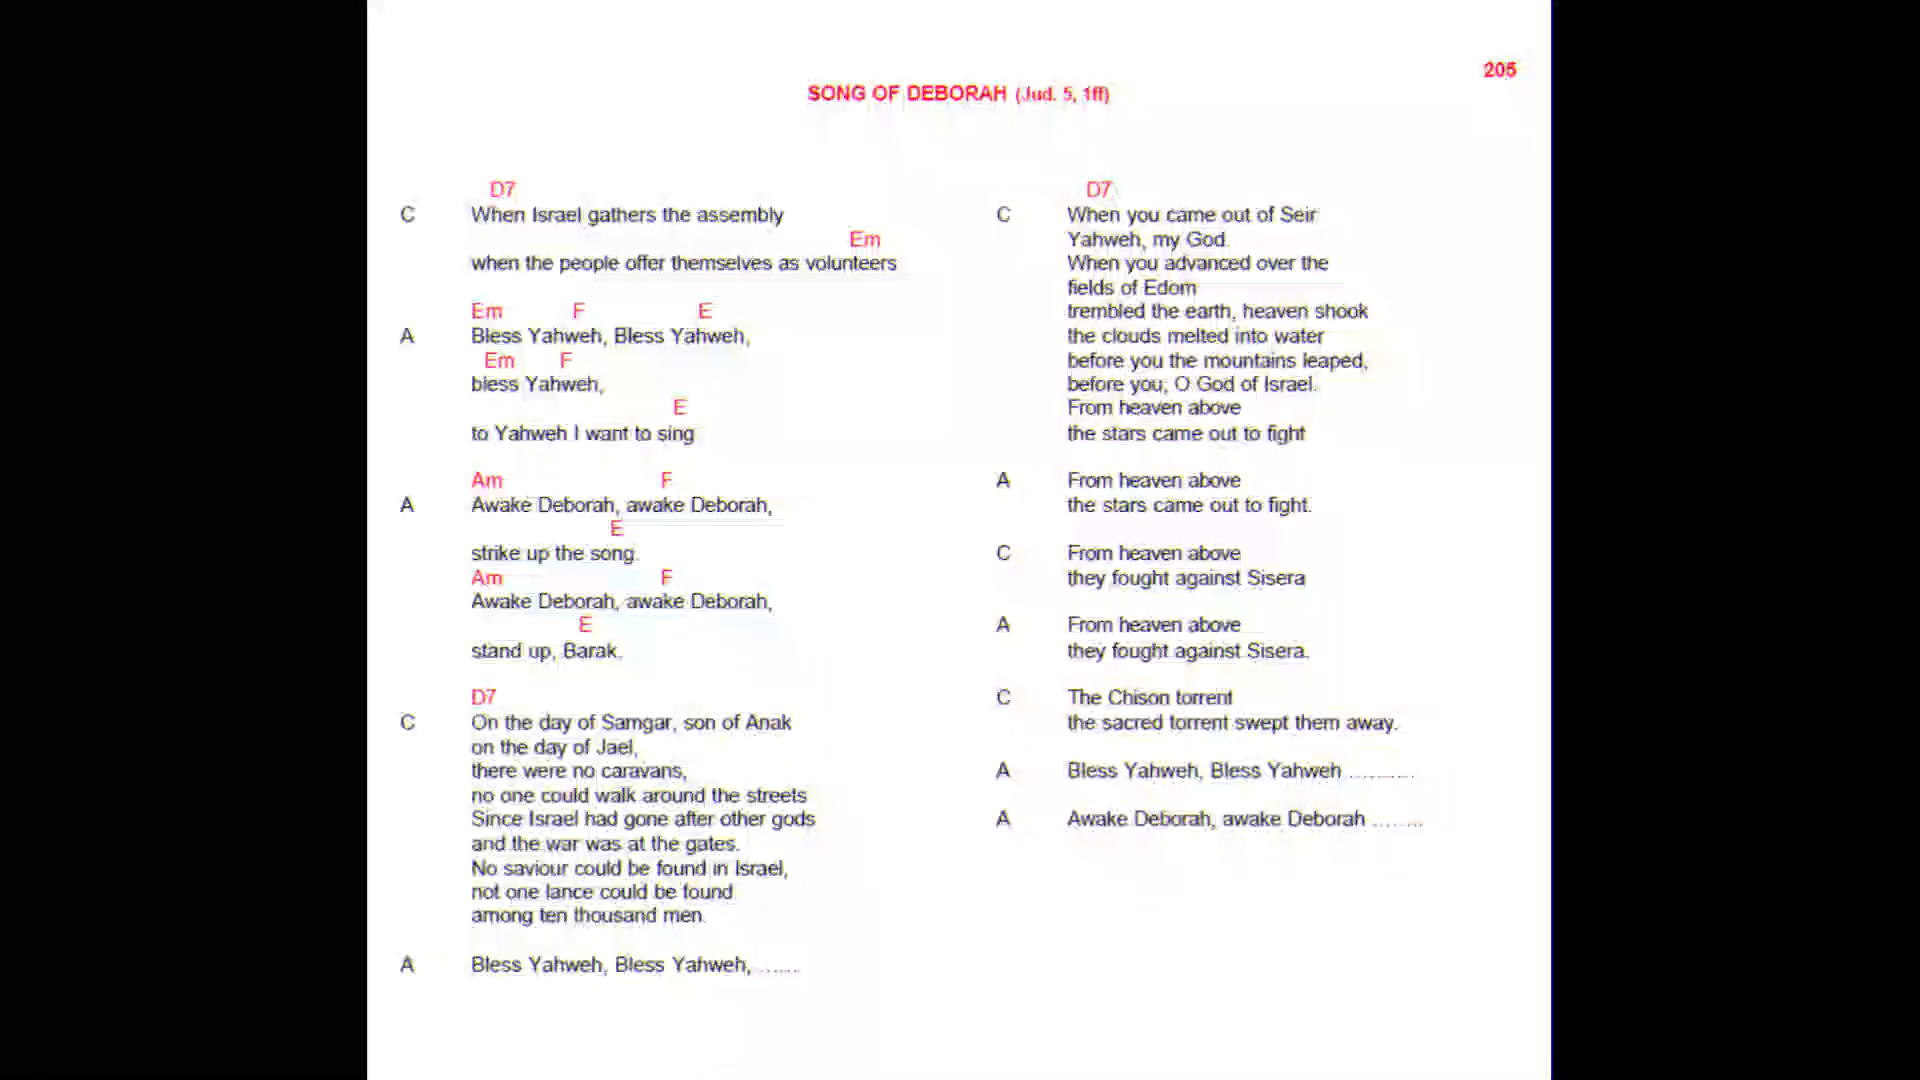 205
SONG OF DEBORAH (Jud. 5, 1ff)
D7
C When Israel gathers the assembly
Em
when the people offer themselves as volunteers
Em F E
A Bless Yahweh, Bless Yahweh,
Em F
bless Yahweh,
E
to Yahweh I want to sing
Am F
A Awake Deborah, awake Deborah,
E
strike up the song.
Am F
Awake Deborah, awake Deborah,
E
stand up, Barak.
D7
C On the day of Samgar, son of Anak
on the day of Jael,
there were no caravans,
no one could walk around the streets
Since Israel had gone after other gods
and the war was at the gates.
No saviour could be found in Israel,
not one lance could be found
among ten thousand men.
A Bless Yahweh, Bless Yahweh, ......
D7
C When you came out of Seir
Yahweh, my God.
When you advanced over the
fields of Edom
trembled the earth, heaven shook
the clouds melted into water
before you the mountains leaped,
before you, O God of Israel.
From heaven above
the stars came out to fight
A From heaven above
the stars came out to fight.
C From heaven above
they fought against Sisera
A From heaven above
they fought against Sisera.
C The Chison torrent
the sacred torrent swept them away.
A Bless Yahweh, Bless Yahweh ...........
A Awake Deborah, awake Deborah ........